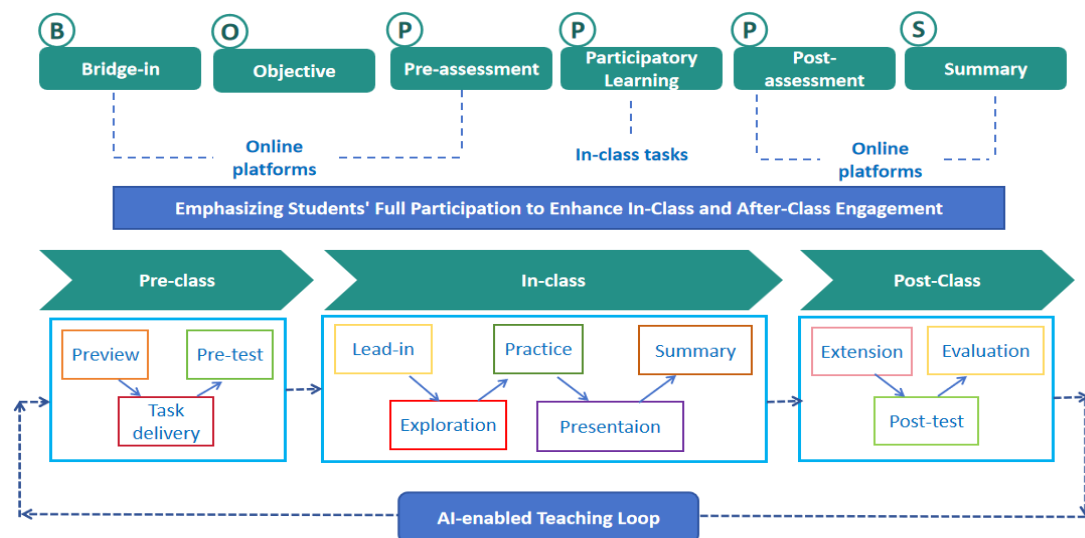 B
O
P
P
P
S
Bridge-in
Objective
Pre-assessment
Participatory
Learning
Post-
assessment
Summary
Online
platforms
In-class tasks
Online
platforms
Emphasizing Students' Full Participation to Enhance In-Class and After-Class Engagement
Pre-class
In-class
Post-Class
Preview
Pre-test
Task
delivery
Lead-in
Practice
Summary
Exploration
Presentaion
Extension
Evaluation
Post-test
AI-enabled Teaching Loop